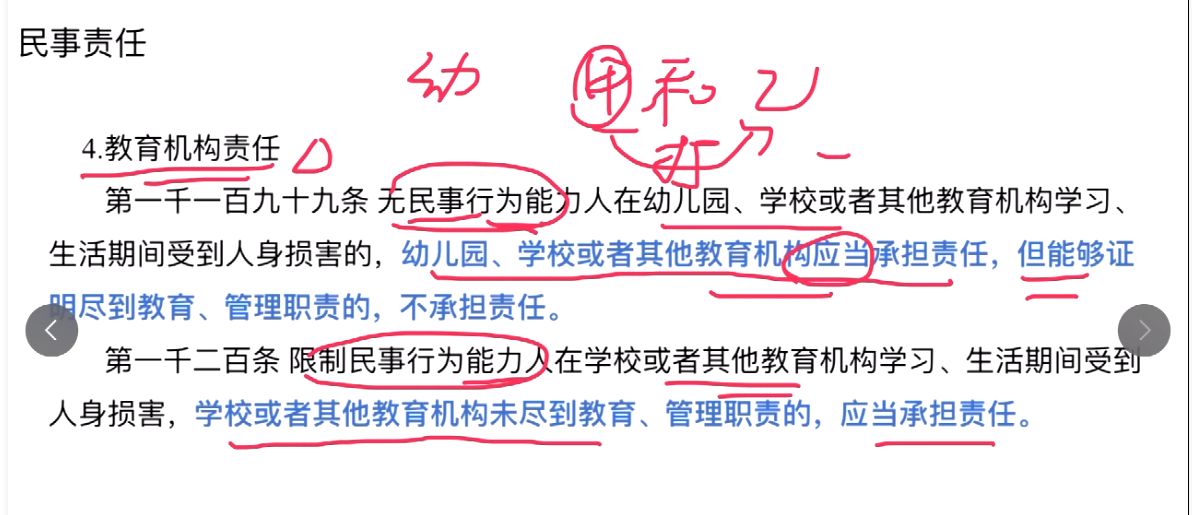 民事责任
幼 甲和乙
打
4.教育机构责任
第一千一百九十九条 无民事行为能力人在幼儿园、学校或者其他教育机构学习、
生活期间受到人身损害的，幼儿园、学校或者其他教育机构应当承担责任，但能够证
明尽到教育、管理职责的，不承担责任。
第一千二百条 限制民事行为能力人在学校或者其他教育机构学习、生活期间受到
人身损害，学校或者其他教育机构未尽到教育、管理职责的，应当承担责任。